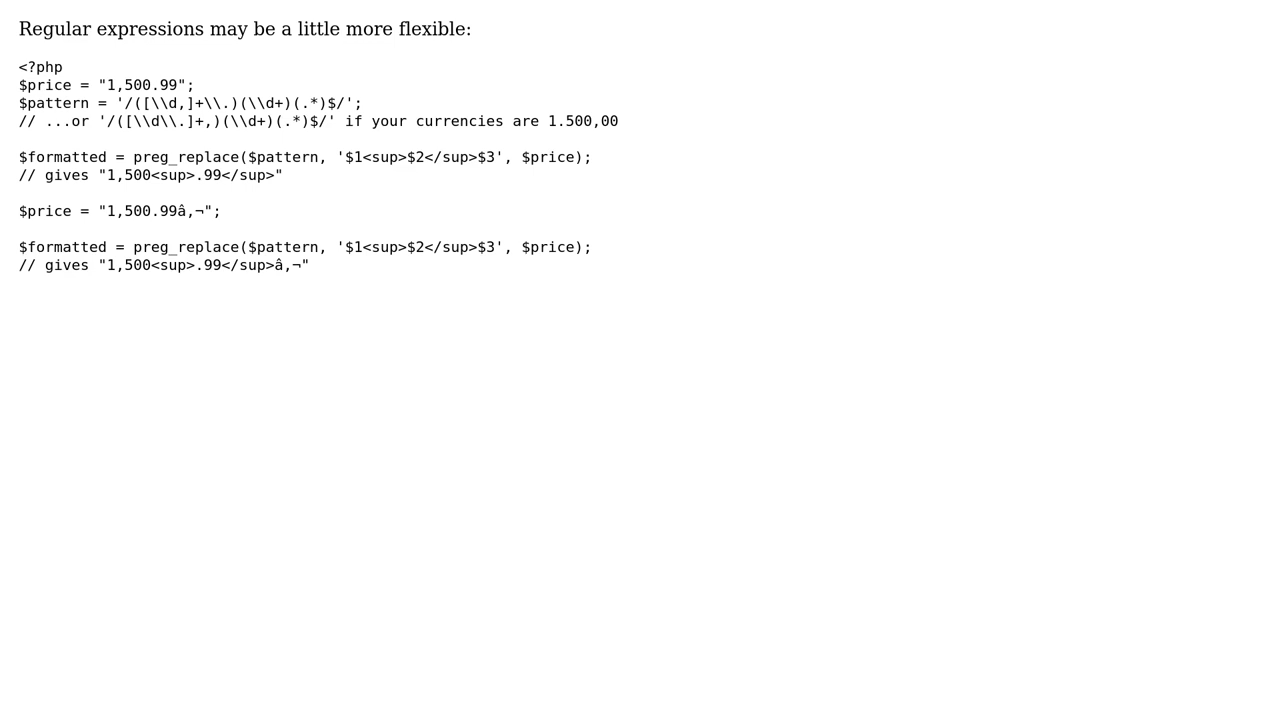 Regular expressions may be a little more flexible:
<?php
$price = "1,500.99";
$pattern = '/([\\d,]+\\.)(\\d+)(.*)$/';
// ...or '/([\\d\\.]+,)(\\d+)(.*)$/' if your currencies are 1.500,00
$formatted = preg_replace($pattern, '$1<sup>$2</sup>$3', $price);
// gives "1,500<sup>.99</sup>"
$price = "1,500.99â‚¬";
$formatted = preg_replace($pattern, '$1<sup>$2</sup>$3', $price);
// gives "1,500<sup>.99</sup>â‚¬"